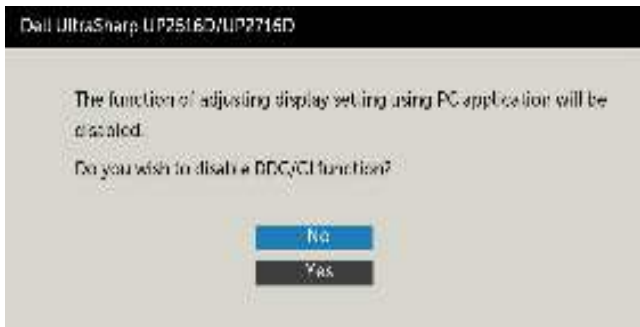 Dell UltraSharp UP2516D/UP2716D
The function of adjusting display setting using PC application will be
disabled.
Do you wish to disable DDC/CI function?
No
Yes